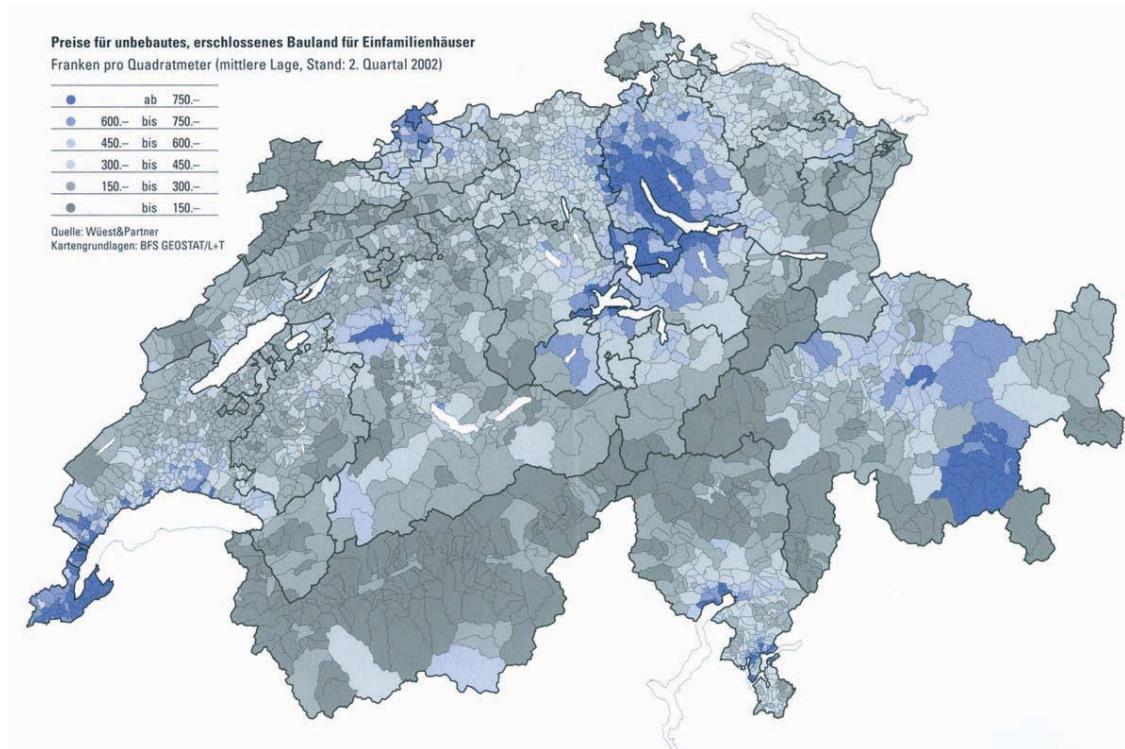 Preise für unbebautes, erschlossenes Bauland für Einfamilienhäuser
Franken pro Quadratmeter (mittlere Lage, Stand: 2. Quartal 2002)
ab 750.–
600.– bis 750.–
450.– bis 600.–
300.– bis 450.–
150.– bis 300.–
bis 150.–
Quelle: Wüest&Partner
Kartengrundlagen: BFS GEOSTAT/L+T